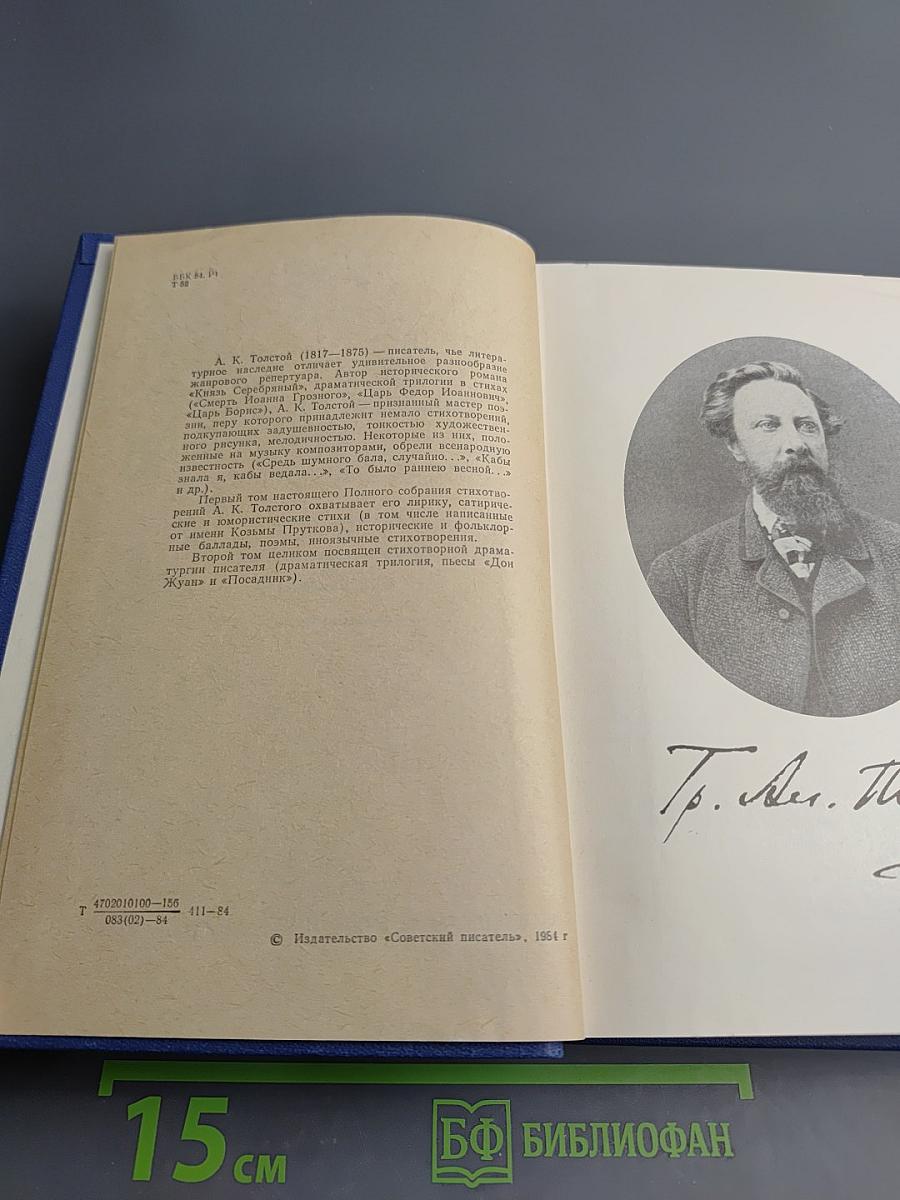 ББК 84. Р1
Т 52
А. К. Толстой (1817—1875) — писатель, чье литера-
турное наследие отличает удивительное разнообразие
жанрового репертуара. Автор исторического романа
«Князь Серебряный», драматической трилогии в стихах
(«Смерть Иоанна Грозного», «Царь Федор Иоаннович»,
«Царь Борис»), А. К. Толстой — признанный мастер поэ-
зии, перу которого принадлежит немало стихотворений,
подкупающих задушевностью, тонкостью художествен-
ного рисунка, мелодичностью. Некоторые из них, поло-
женные на музыку композиторами, обрели всенародную
известность («Средь шумного бала, случайно...», «Кабы
знала я, кабы ведала...», «То было раннею весной...»
и др.).
Первый том настоящего Полного собрания стихотво-
рений А. К. Толстого охватывает его лирику, сатириче-
ские и юмористические стихи (в том числе написанные
от имени Козьмы Пруткова), исторические и фольклор-
ные баллады, поэмы, иноязычные стихотворения.
Второй том целиком посвящен стихотворной драма-
тургии писателя (драматическая трилогия, пьесы «Дон
Жуан» и «Посадник»).
Т 4702010100—156 411—84
083(02)—84
© Издательство «Советский писатель», 1984 г
Гр. Ал.
15 см
БФ БИБЛИОФАН